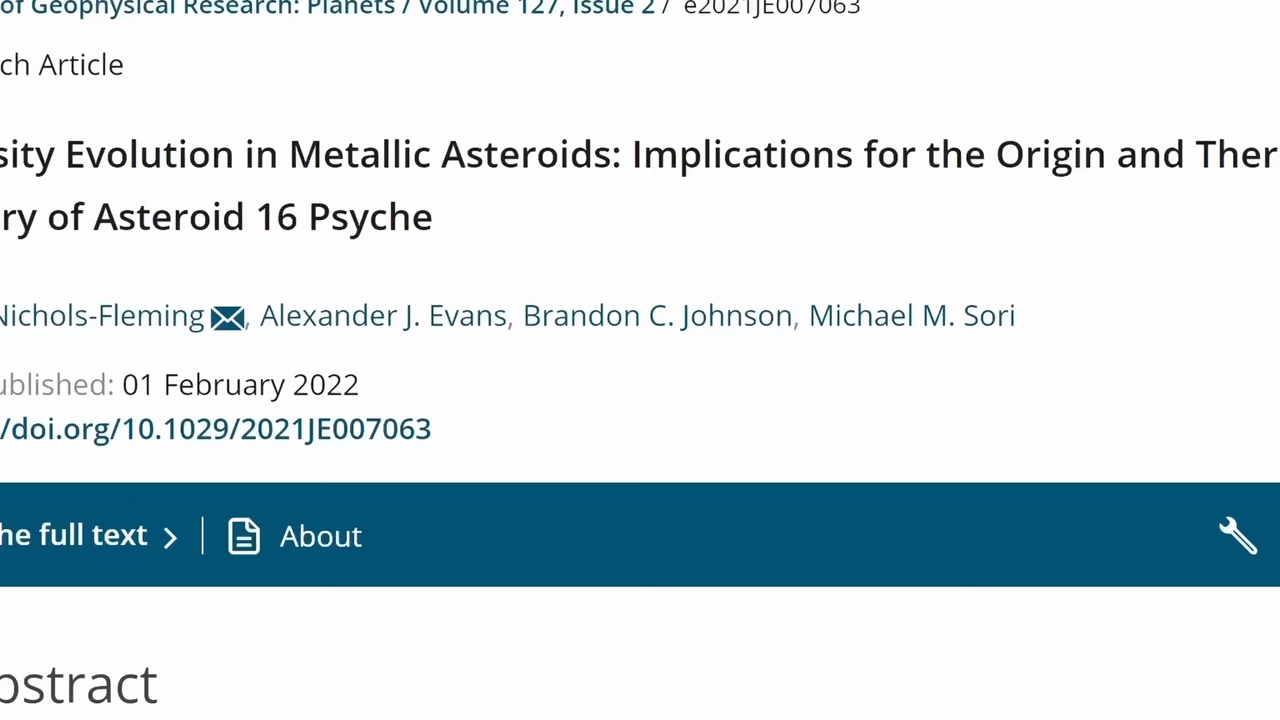 of Geophysical Research: Planets / Volume 127, Issue 2 / e2021JE007063
ch Article
sity Evolution in Metallic Asteroids: Implications for the Origin and Ther
ry of Asteroid 16 Psyche
Nichols-Fleming, Alexander J. Evans, Brandon C. Johnson, Michael M. Sori
ublished: 01 February 2022
/doi.org/10.1029/2021JE007063
he full text > | About
bstract